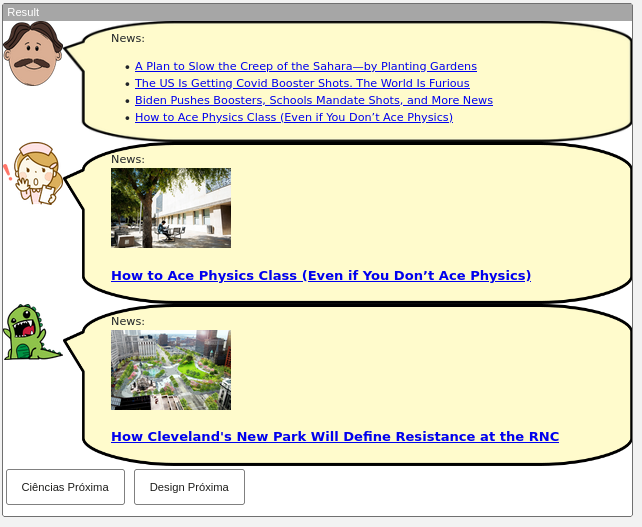 Result
News:
A Plan to Slow the Creep of the Sahara—by Planting Gardens
The US Is Getting Covid Booster Shots. The World Is Furious
Biden Pushes Boosters, Schools Mandate Shots, and More News
How to Ace Physics Class (Even if You Don’t Ace Physics)
News:
How to Ace Physics Class (Even if You Don’t Ace Physics)
News:
How Cleveland's New Park Will Define Resistance at the RNC
Ciências Próxima
Design Próxima